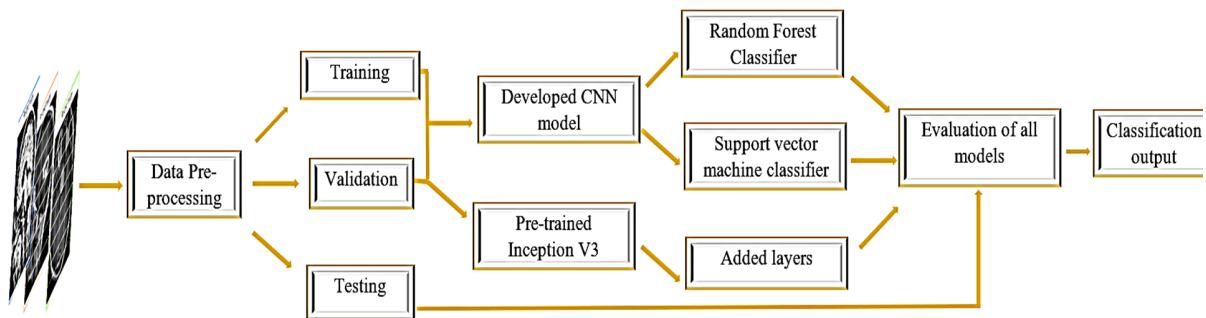 Data Pre-
processing
Training
Validation
Testing
Developed CNN
model
Pre-trained
Inception V3
Random Forest
Classifier
Support vector
machine classifier
Added layers
Evaluation of all
models
Classification
output